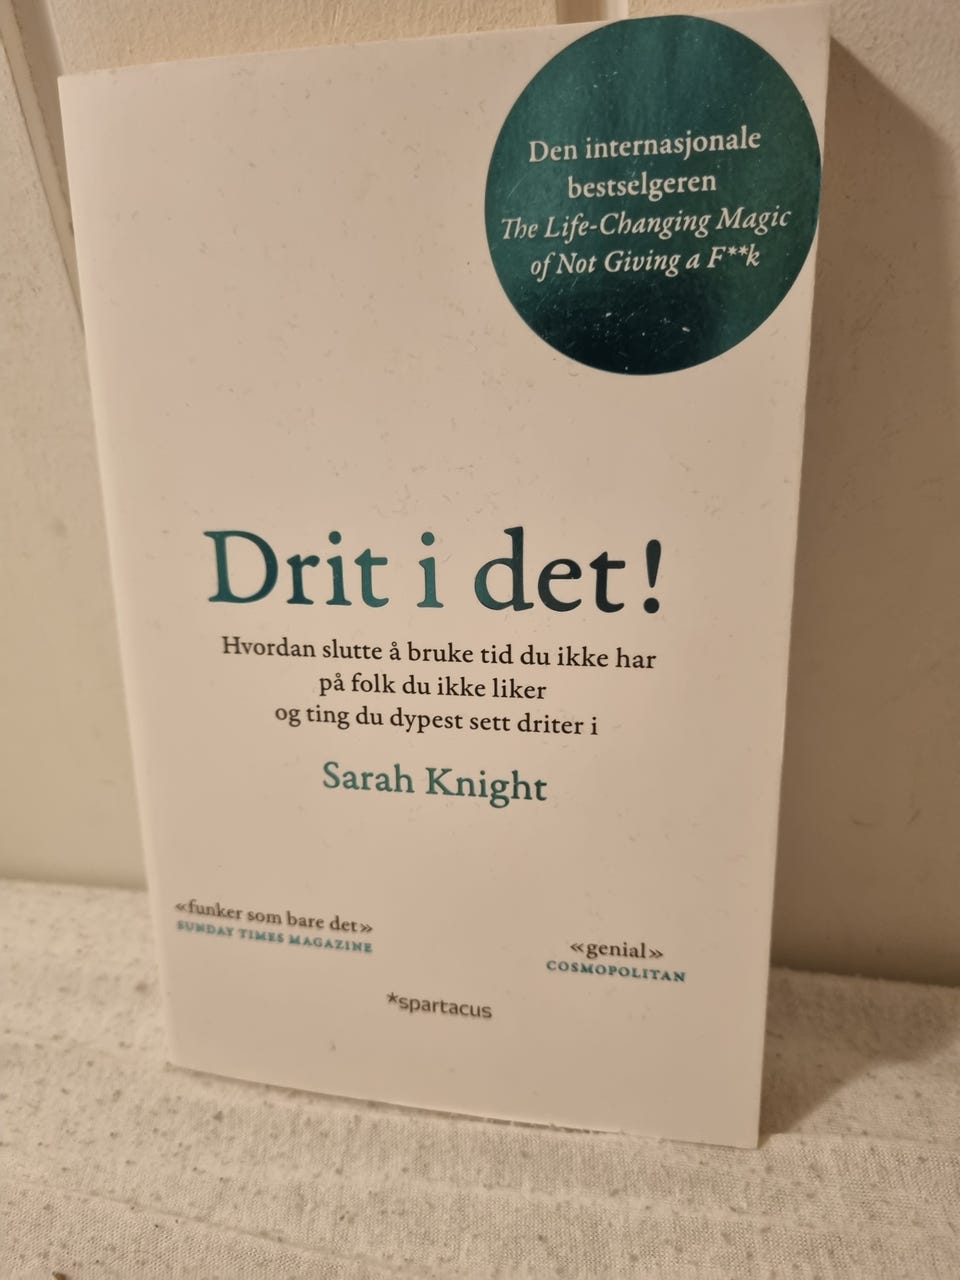 Den internasjonale
bestselgeren
The Life-Changing Magic
of Not Giving a F**k
Drit i det!
Hvordan slutte å bruke tid du ikke har
på folk du ikke liker
og ting du dypest sett driter i
Sarah Knight
«funker som bare det»
SUNDAY TIMES MAGAZINE
«genial»
COSMOPOLITAN
*spartacus